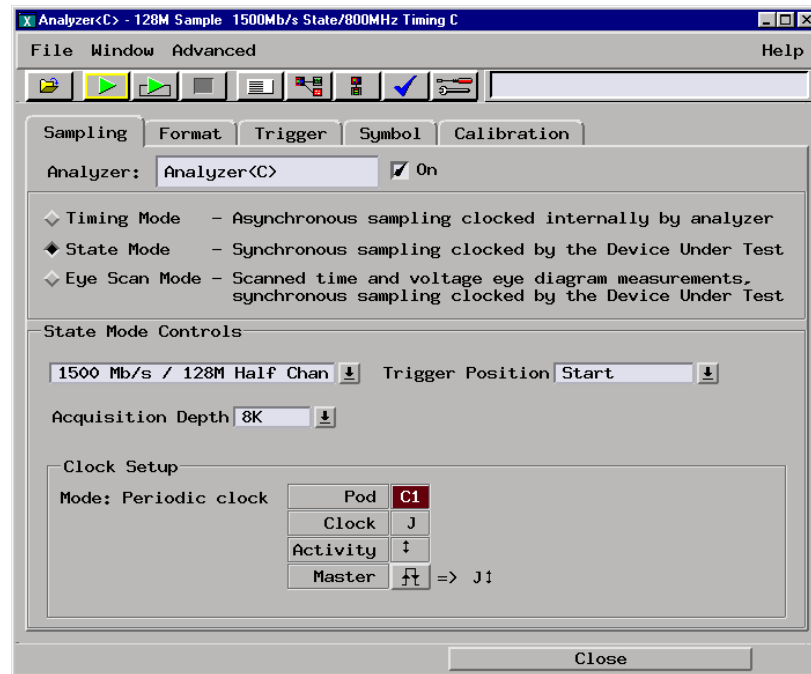 Analyzer<C> - 128M Sample 1500Mb/s State/800MHz Timing C
File Window Advanced Help
Sampling Format Trigger Symbol Calibration
Analyzer: Analyzer<C> On
Timing Mode - Asynchronous sampling clocked internally by analyzer
State Mode - Synchronous sampling clocked by the Device Under Test
Eye Scan Mode - Scanned time and voltage eye diagram measurements,
synchronous sampling clocked by the Device Under Test
State Mode Controls
1500 Mb/s / 128M Half Chan Trigger Position Start
Acquisition Depth 8K
Clock Setup
Mode: Periodic clock Pod C1
Clock J
Activity ↕
Master => J↕
Close